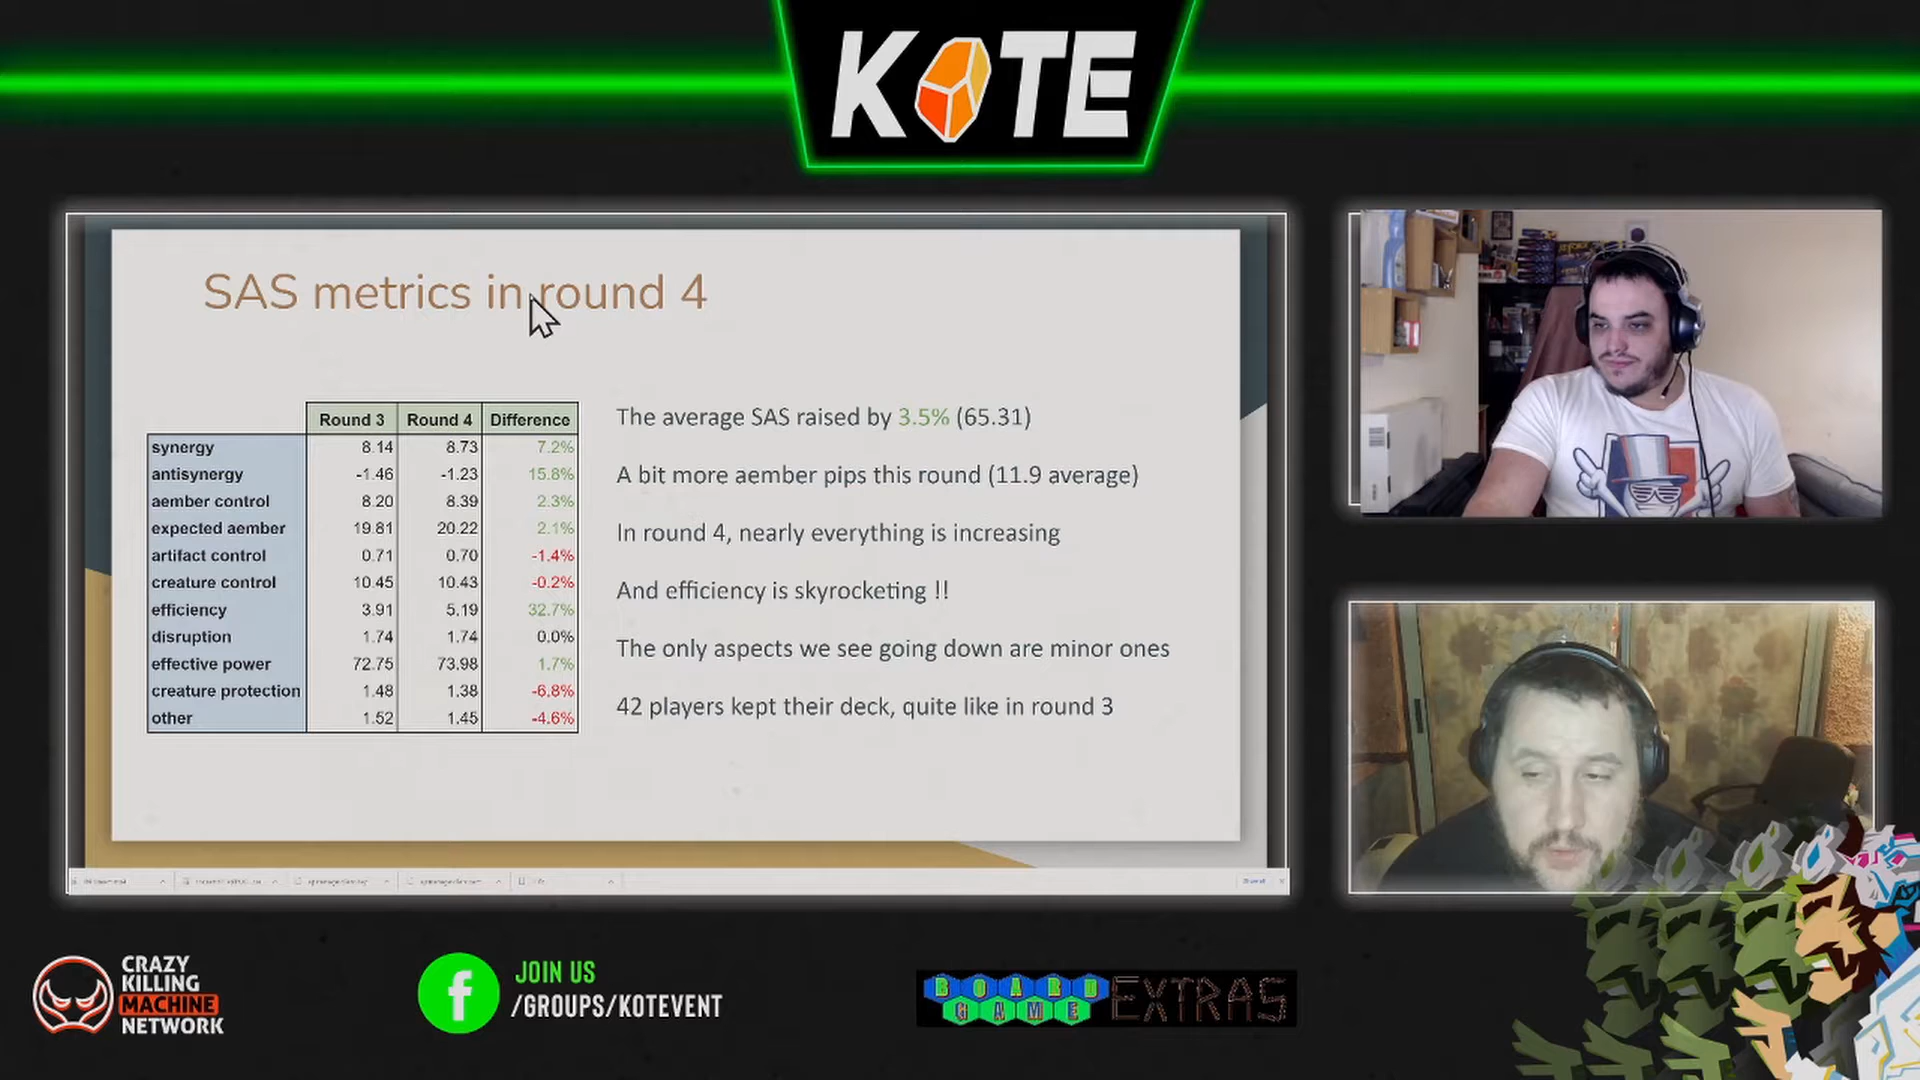 KOTE
SAS metrics in round 4
Round 3 Round 4 Difference
synergy 8.14 8.73 7.2%
antisynergy -1.46 -1.23 15.8%
aember control 8.20 8.39 2.3%
expected aember 19.81 20.22 2.1%
artifact control 0.71 0.70 -1.4%
creature control 10.45 10.43 -0.2%
efficiency 3.91 5.19 32.7%
disruption 1.74 1.74 0.0%
effective power 72.75 73.98 1.7%
creature protection 1.48 1.38 -6.8%
other 1.52 1.45 -4.6%
The average SAS raised by 3.5% (65.31)
A bit more aember pips this round (11.9 average)
In round 4, nearly everything is increasing
And efficiency is skyrocketing !!
The only aspects we see going down are minor ones
42 players kept their deck, quite like in round 3
CRAZY
KILLING
MACHINE
NETWORK
f
JOIN US
/GROUPS/KOTEVENT
BOARD
GAME
EXTRAS